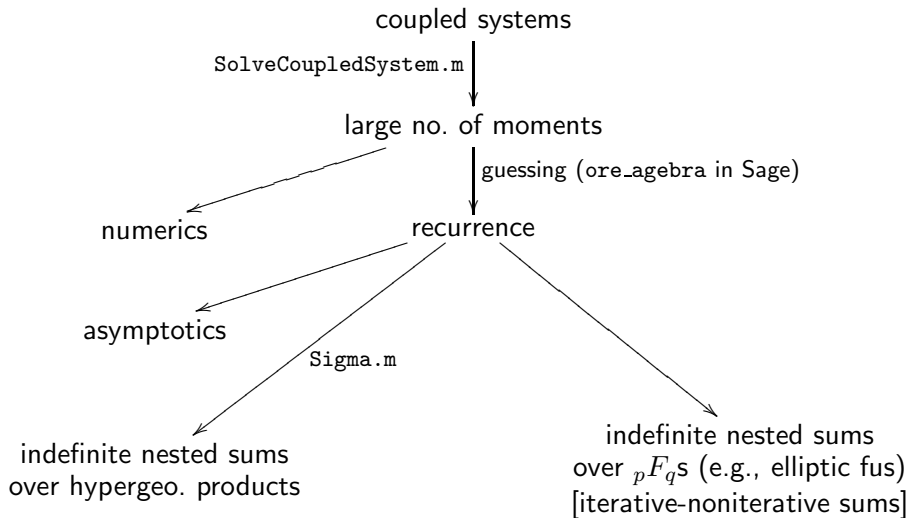 coupled systems
SolveCoupledSystem.m
large no. of moments
guessing (ore_agebra in Sage)
numerics
recurrence
asymptotics
Sigma.m
indefinite nested sums
over hypergeo. products
indefinite nested sums
over pFqs (e.g., elliptic fus)
[iterative-noniterative sums]